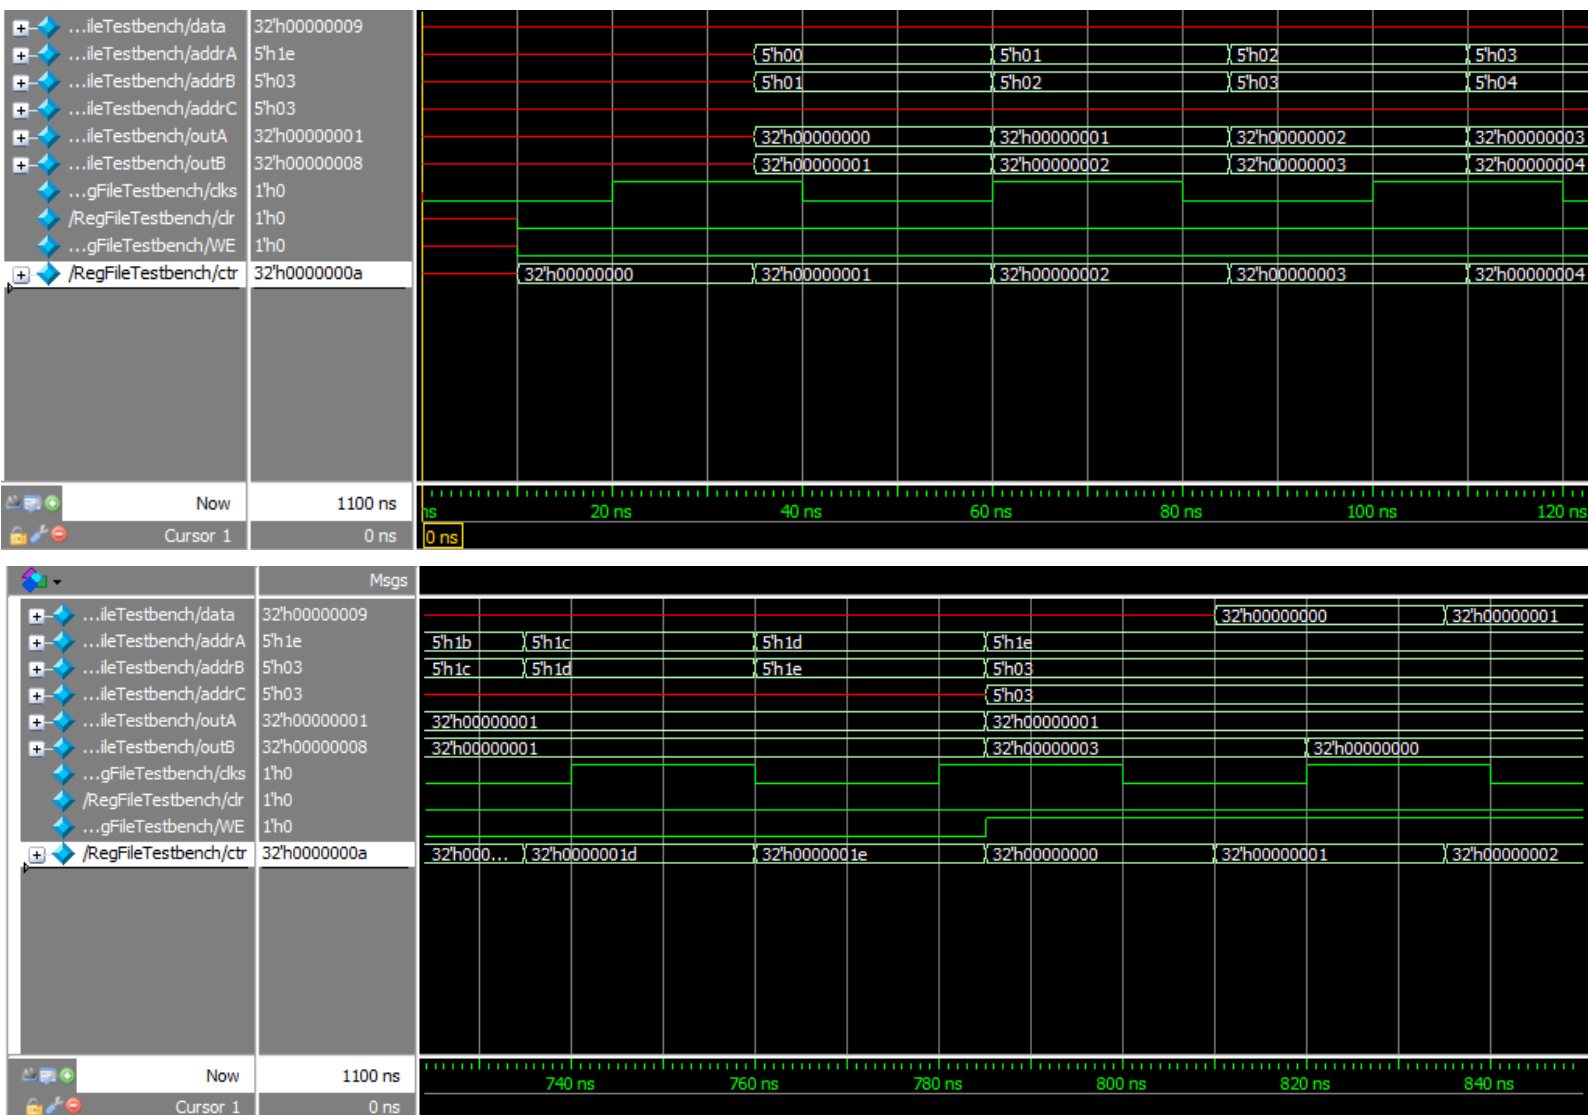 ...ileTestbench/data 32'h00000009
...ileTestbench/addrA 5'h1e 5'h00 5'h01 5'h02 5'h03
...ileTestbench/addrB 5'h03 5'h01 5'h02 5'h03 5'h04
...ileTestbench/addrC 5'h03
...ileTestbench/outA 32'h00000001 32'h00000000 32'h00000001 32'h00000002 32'h00000003
...ileTestbench/outB 32'h00000008 32'h00000001 32'h00000002 32'h00000003 32'h00000004
...gFileTestbench/clks 1'h0
/RegFileTestbench/clr 1'h0
...gFileTestbench/WE 1'h0
/RegFileTestbench/ctr 32'h0000000a 32'h00000000 32'h00000001 32'h00000002 32'h00000003 32'h00000004
Now 1100 ns ns 20 ns 40 ns 60 ns 80 ns 100 ns 120 ns
Cursor 1 0 ns 0 ns
Msgs
...ileTestbench/data 32'h00000009 32'h00000000 32'h00000001
...ileTestbench/addrA 5'h1e 5'h1b 5'h1c 5'h1d 5'h1e
...ileTestbench/addrB 5'h03 5'h1c 5'h1d 5'h1e 5'h03
...ileTestbench/addrC 5'h03 5'h03
...ileTestbench/outA 32'h00000001 32'h00000001 32'h00000001
...ileTestbench/outB 32'h00000008 32'h00000001 32'h00000003 32'h00000000
...gFileTestbench/clks 1'h0
/RegFileTestbench/clr 1'h0
...gFileTestbench/WE 1'h0
/RegFileTestbench/ctr 32'h0000000a 32'h000... 32'h0000001d 32'h0000001e 32'h00000000 32'h00000001 32'h00000002
Now 1100 ns 740 ns 760 ns 780 ns 800 ns 820 ns 840 ns
Cursor 1 0 ns